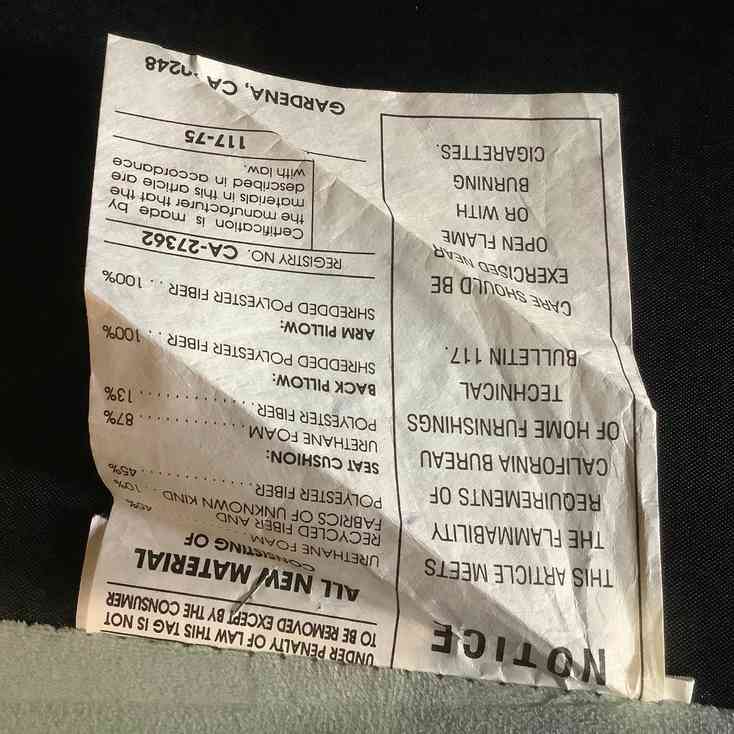 NOTICE
THIS ARTICLE MEETS
THE FLAMMABILITY
REQUIREMENTS OF
CALIFORNIA BUREAU
OF HOME FURNISHINGS
TECHNICAL
BULLETIN 117.
CARE SHOULD BE
EXERCISED NEAR
OPEN FLAME
OR WITH
BURNING
CIGARETTES.
UNDER PENALTY OF LAW THIS TAG IS NOT
TO BE REMOVED EXCEPT BY THE CONSUMER
ALL NEW MATERIAL
CONSISTING OF
URETHANE FOAM
RECYCLED FIBER AND
FABRICS OF UNKNOWN KIND 10%
POLYESTER FIBER 45%
SEAT CUSHION:
URETHANE FOAM 87%
POLYESTER FIBER 13%
BACK PILLOW:
SHREDDED POLYESTER FIBER . . . 100%
ARM PILLOW:
SHREDDED POLYESTER FIBER . . . 100%
REGISTRY NO. CA-27362
Certification is made by
the manufacturer that the
materials in this article are
described in accordance
with law.
117-75
GARDENA, CA